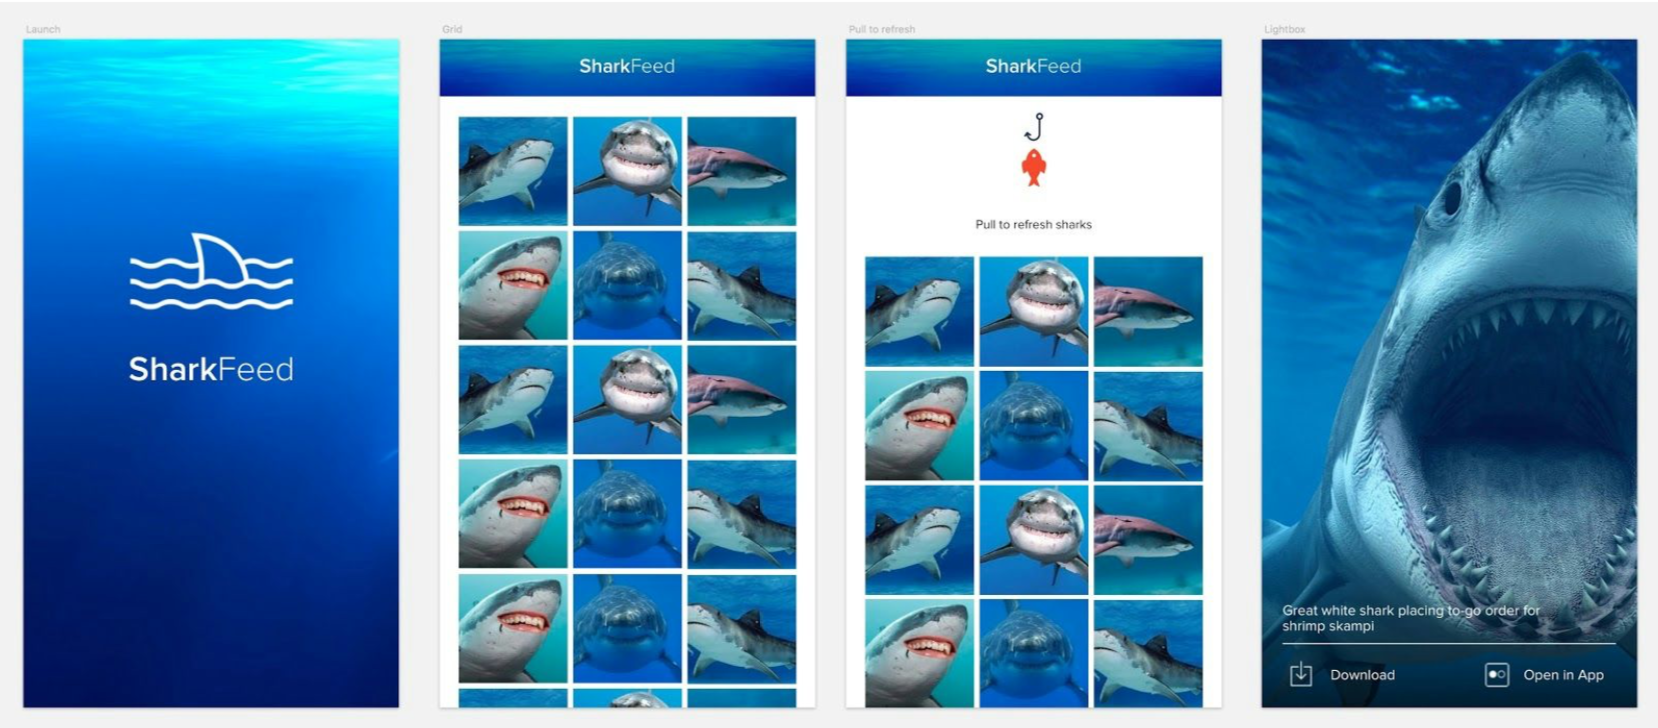 Launch
Grid
Pull to refresh
Lightbox
SharkFeed
SharkFeed
SharkFeed
Pull to refresh sharks
Great white shark placing to-go order for
shrimp skampi
Download
Open in App